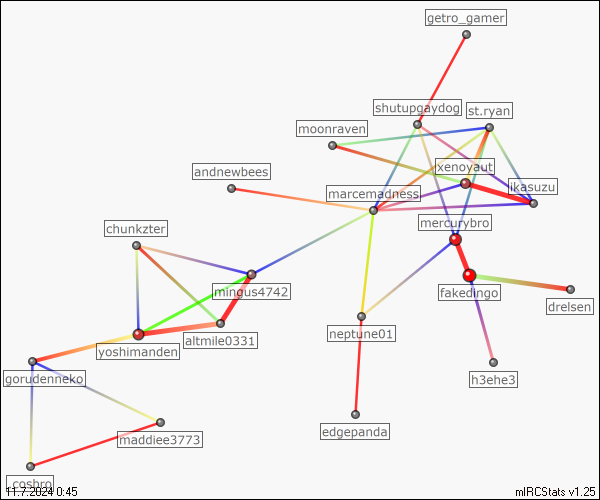 getro_gamer
shutupgaydog
st.ryan
moonraven
xenoyaut
andnewbees
ikasuzu
marcemadness
mercurybro
chunkzter
mingus4742
fakedingo
drelsen
neptune01
altmile0331
yoshimanden
gorudenneko
h3ehe3
edgepanda
maddiee3773
_cosbro
11.7.2024 0:45
mIRCStats v1.25